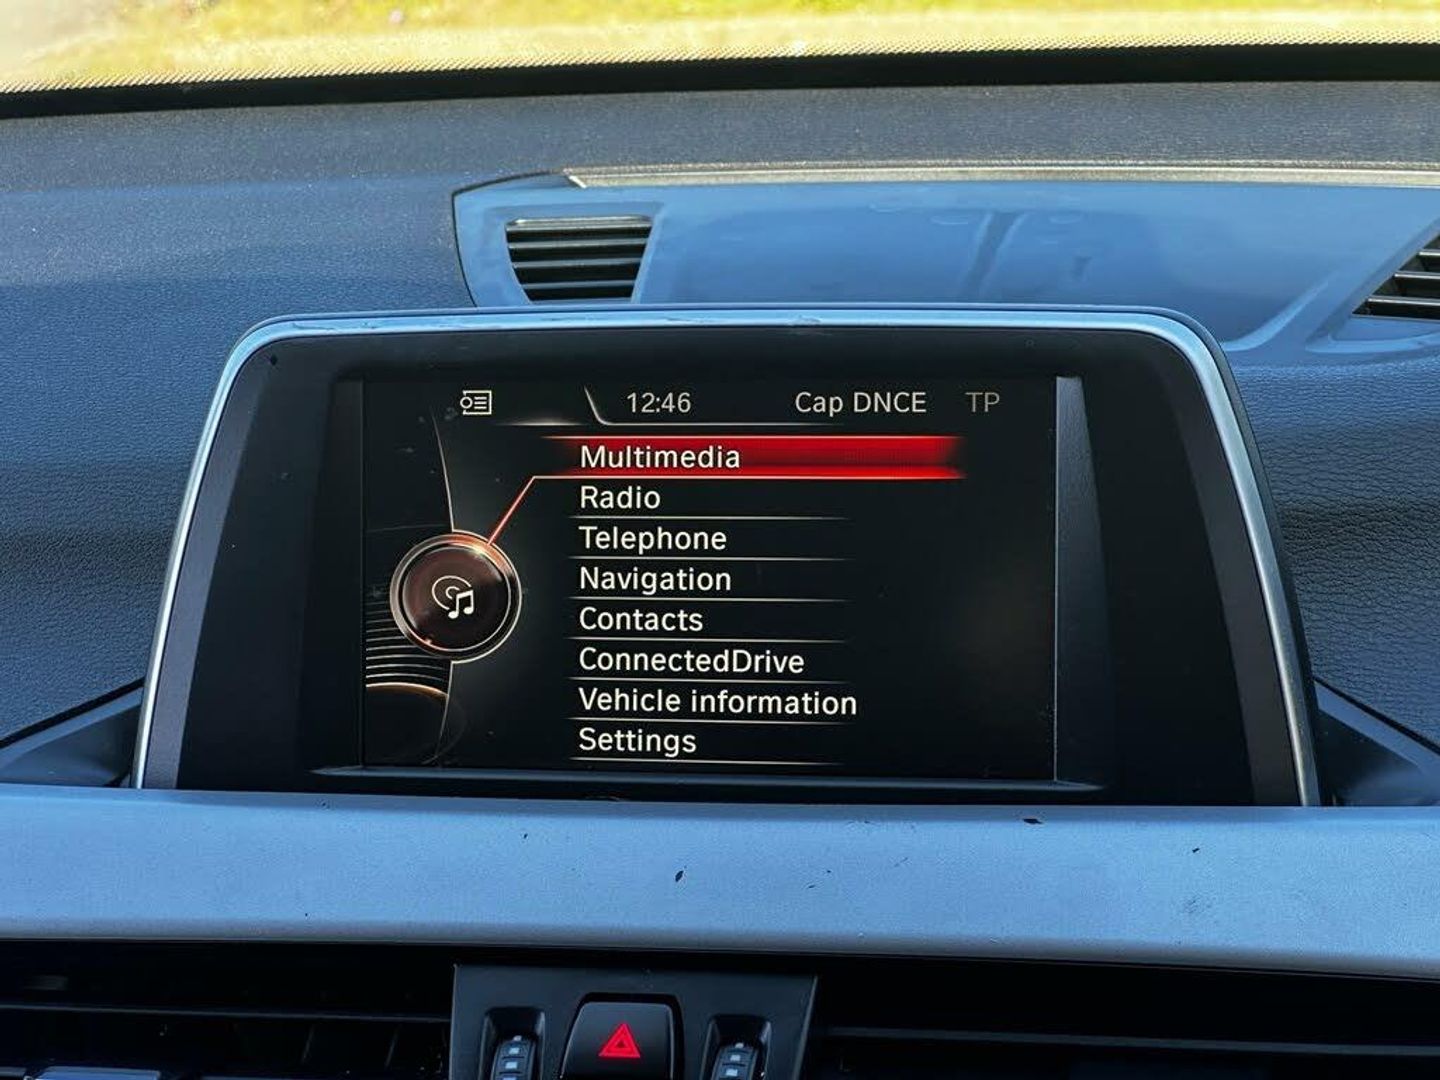 12:46 Cap DNCE TP
Multimedia
Radio
Telephone
Navigation
Contacts
ConnectedDrive
Vehicle information
Settings